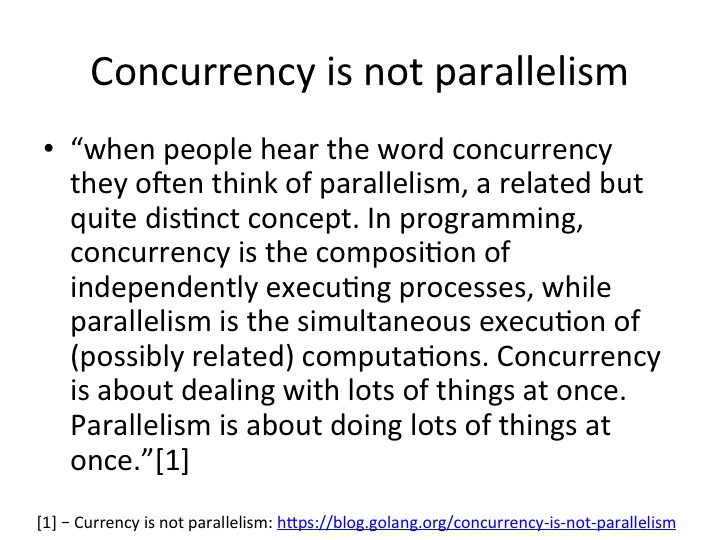 Concurrency is not parallelism
• “when people hear the word concurrency
they often think of parallelism, a related but
quite distinct concept. In programming,
concurrency is the composition of
independently executing processes, while
parallelism is the simultaneous execution of
(possibly related) computations. Concurrency
is about dealing with lots of things at once.
Parallelism is about doing lots of things at
once.”[1]
[1] – Currency is not parallelism: https://blog.golang.org/concurrency-is-not-parallelism